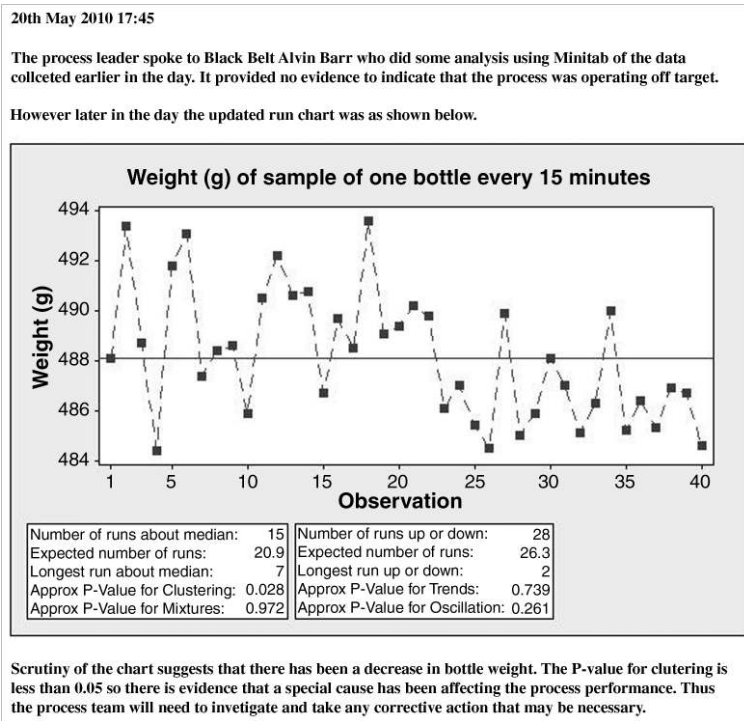 20th May 2010 17:45
The process leader spoke to Black Belt Alvin Barr who did some analysis using Minitab of the data
collceted earlier in the day. It provided no evidence to indicate that the process was operating off target.
However later in the day the updated run chart was as shown below.
Weight (g) of sample of one bottle every 15 minutes
494
492
490
488
486
484
Weight (g)
1 5 10 15 20 25 30 35 40
Observation
Number of runs about median: 15
Expected number of runs: 20.9
Longest run about median: 7
Approx P-Value for Clustering: 0.028
Approx P-Value for Mixtures: 0.972
Number of runs up or down: 28
Expected number of runs: 26.3
Longest run up or down: 2
Approx P-Value for Trends: 0.739
Approx P-Value for Oscillation: 0.261
Scrutiny of the chart suggests that there has been a decrease in bottle weight. The P-value for clutering is
less than 0.05 so there is evidence that a special cause has been affecting the process performance. Thus
the process team will need to invetigate and take any corrective action that may be necessary.